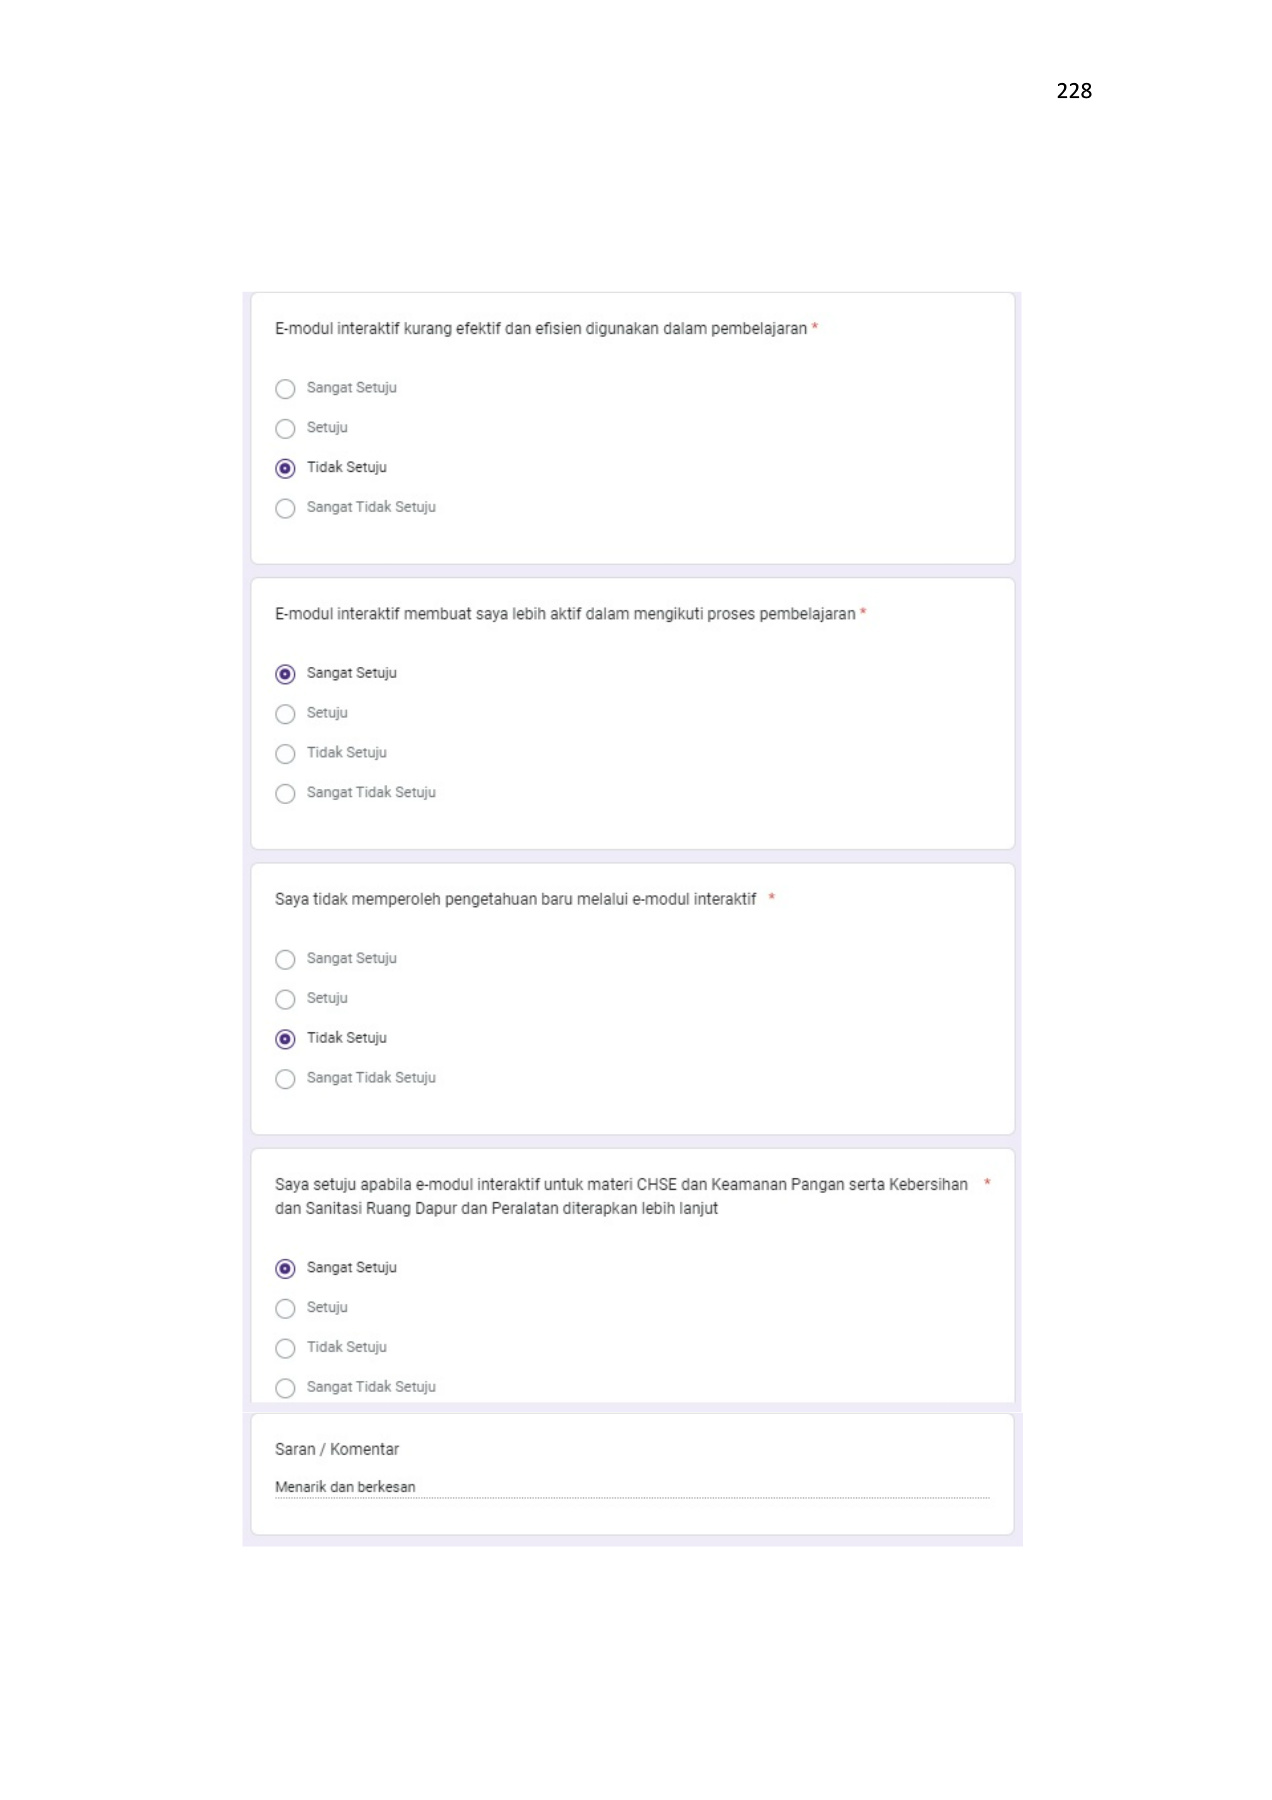 228
E-modul interaktif kurang efektif dan efisien digunakan dalam pembelajaran *
Sangat Setuju
Setuju
Tidak Setuju
Sangat Tidak Setuju
E-modul interaktif membuat saya lebih aktif dalam mengikuti proses pembelajaran *
Sangat Setuju
Setuju
Tidak Setuju
Sangat Tidak Setuju
Saya tidak memperoleh pengetahuan baru melalui e-modul interaktif *
Sangat Setuju
Setuju
Tidak Setuju
Sangat Tidak Setuju
Saya setuju apabila e-modul interaktif untuk materi CHSE dan Keamanan Pangan serta Kebersihan *
dan Sanitasi Ruang Dapur dan Peralatan diterapkan lebih lanjut
Sangat Setuju
Setuju
Tidak Setuju
Sangat Tidak Setuju
Saran / Komentar
Menarik dan berkesan